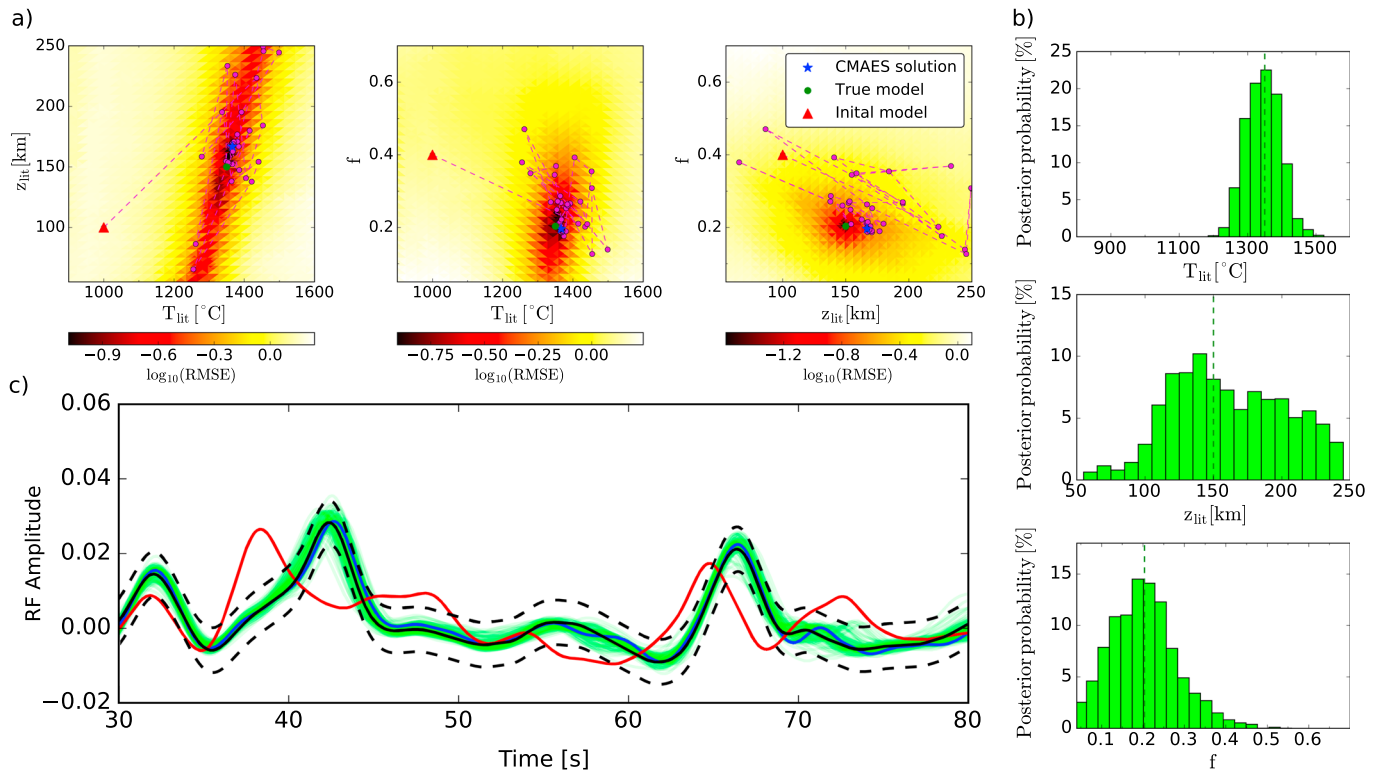 a)
250
200
150
100
z_lit [km]
1000 1200 1400 1600
T_lit [°C]
−0.9 −0.6 −0.3 0.0
log₁₀(RMSE)
0.6
0.4
0.2
f
1000 1200 1400 1600
T_lit [°C]
−0.75 −0.50 −0.25 0.00
log₁₀(RMSE)
CMAES solution
True model
Inital model
0.6
0.4
0.2
f
100 150 200 250
z_lit [km]
−1.2 −0.8 −0.4 0.0
log₁₀(RMSE)
b)
Posterior probability [%]
25
20
15
10
5
0
900 1100 1300 1500
T_lit [°C]
Posterior probability [%]
15
10
5
0
50 100 150 200 250
z_lit [km]
Posterior probability [%]
15
10
5
0
0.1 0.2 0.3 0.4 0.5 0.6
f
c)
0.06
0.04
0.02
0.00
−0.02
RF Amplitude
30 40 50 60 70 80
Time [s]